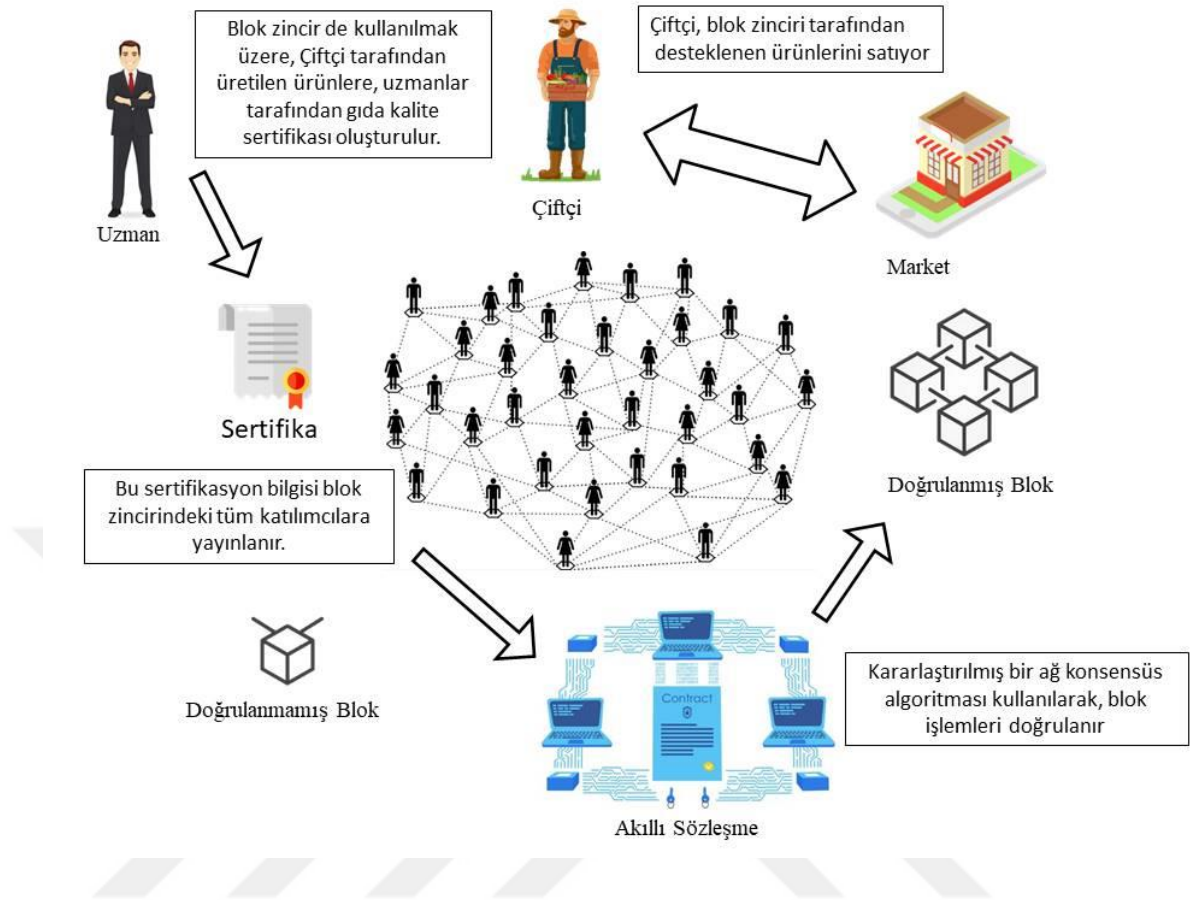 Blok zincir de kullanılmak
üzere, Çiftçi tarafından
üretilen ürünlere, uzmanlar
tarafından gıda kalite
sertifikası oluşturulur.
Çiftçi, blok zinciri tarafından
desteklenen ürünlerini satıyor
Uzman
Çiftçi
Market
Sertifika
Bu sertifikasyon bilgisi blok
zincirindeki tüm katılımcılara
yayınlanır.
Doğrulanmış Blok
Doğrulanmamış Blok
Contract
Kararlaştırılmış bir ağ konsensüs
algoritması kullanılarak, blok
işlemleri doğrulanır
Akıllı Sözleşme